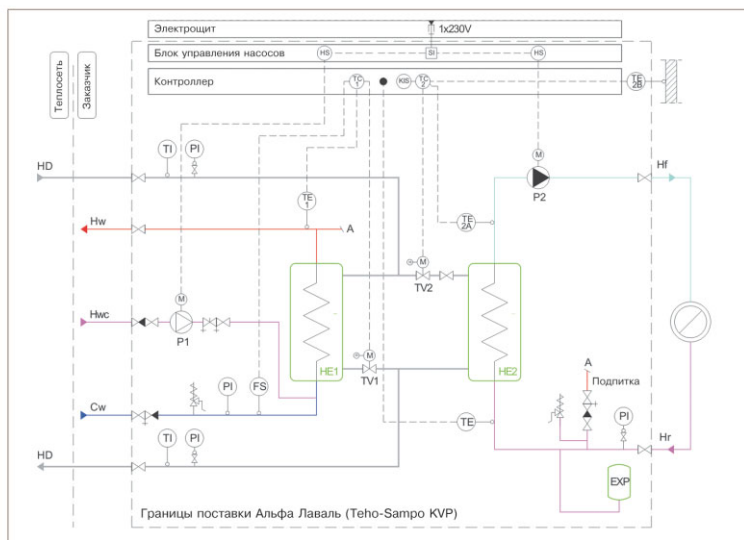 Электрощит
1x230V
Блок управления насосов
HS
SI
HS
Контроллер
TC
1
KIS
TC
2
TE
2B
Теплосеть
Заказчик
HD
TI
PI
M
P2
Hf
TE
1
A
TE
2A
Hw
M
TV2
M
Hwc
P1
HE1
M
TV1
HE2
A
Подпитка
PI
FS
PI
Cw
TE
Hr
HD
TI
PI
EXP
Границы поставки Альфа Лаваль (Teho-Sampo KVP)